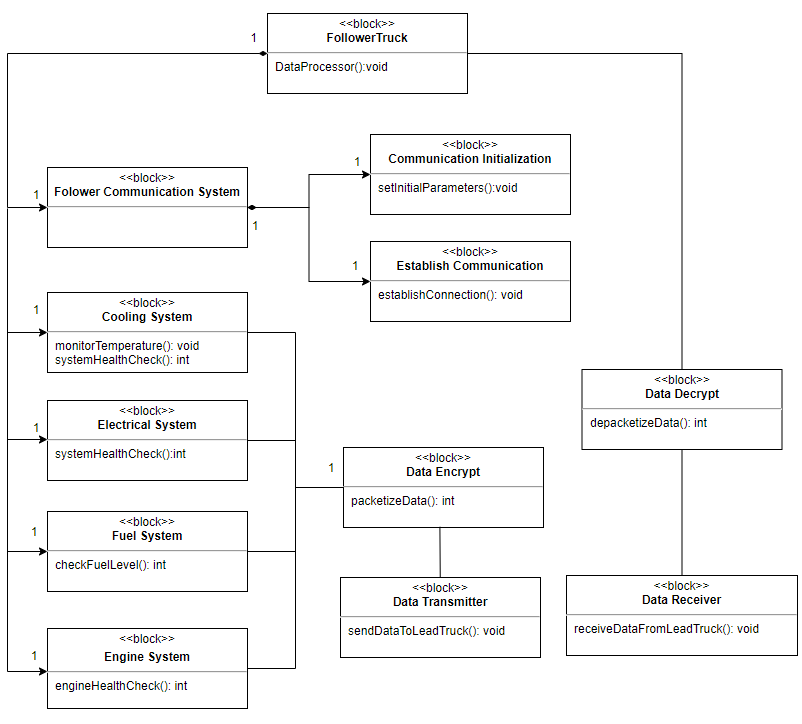 <<block>>
FollowerTruck
DataProcessor():void
1
<<block>>
Communication Initialization
setInitialParameters():void
1
<<block>>
Folower Communication System
1
1
<<block>>
Establish Communication
establishConnection(): void
1
<<block>>
Cooling System
monitorTemperature(): void
systemHealthCheck(): int
1
<<block>>
Data Decrypt
depacketizeData(): int
<<block>>
Electrical System
systemHealthCheck():int
1
<<block>>
Data Encrypt
packetizeData(): int
1
<<block>>
Fuel System
checkFuelLevel(): int
1
<<block>>
Data Transmitter
sendDataToLeadTruck(): void
<<block>>
Data Receiver
receiveDataFromLeadTruck(): void
<<block>>
Engine System
engineHealthCheck(): int
1